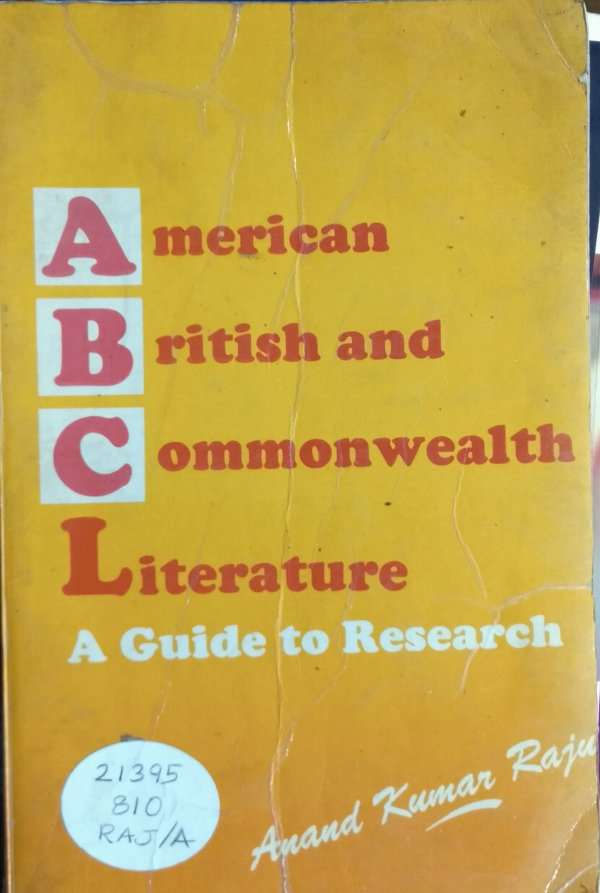 American
British and
Commonwealth
Literature
A Guide to Research
Anand Kumar Raju
21395
810
RAJ/A